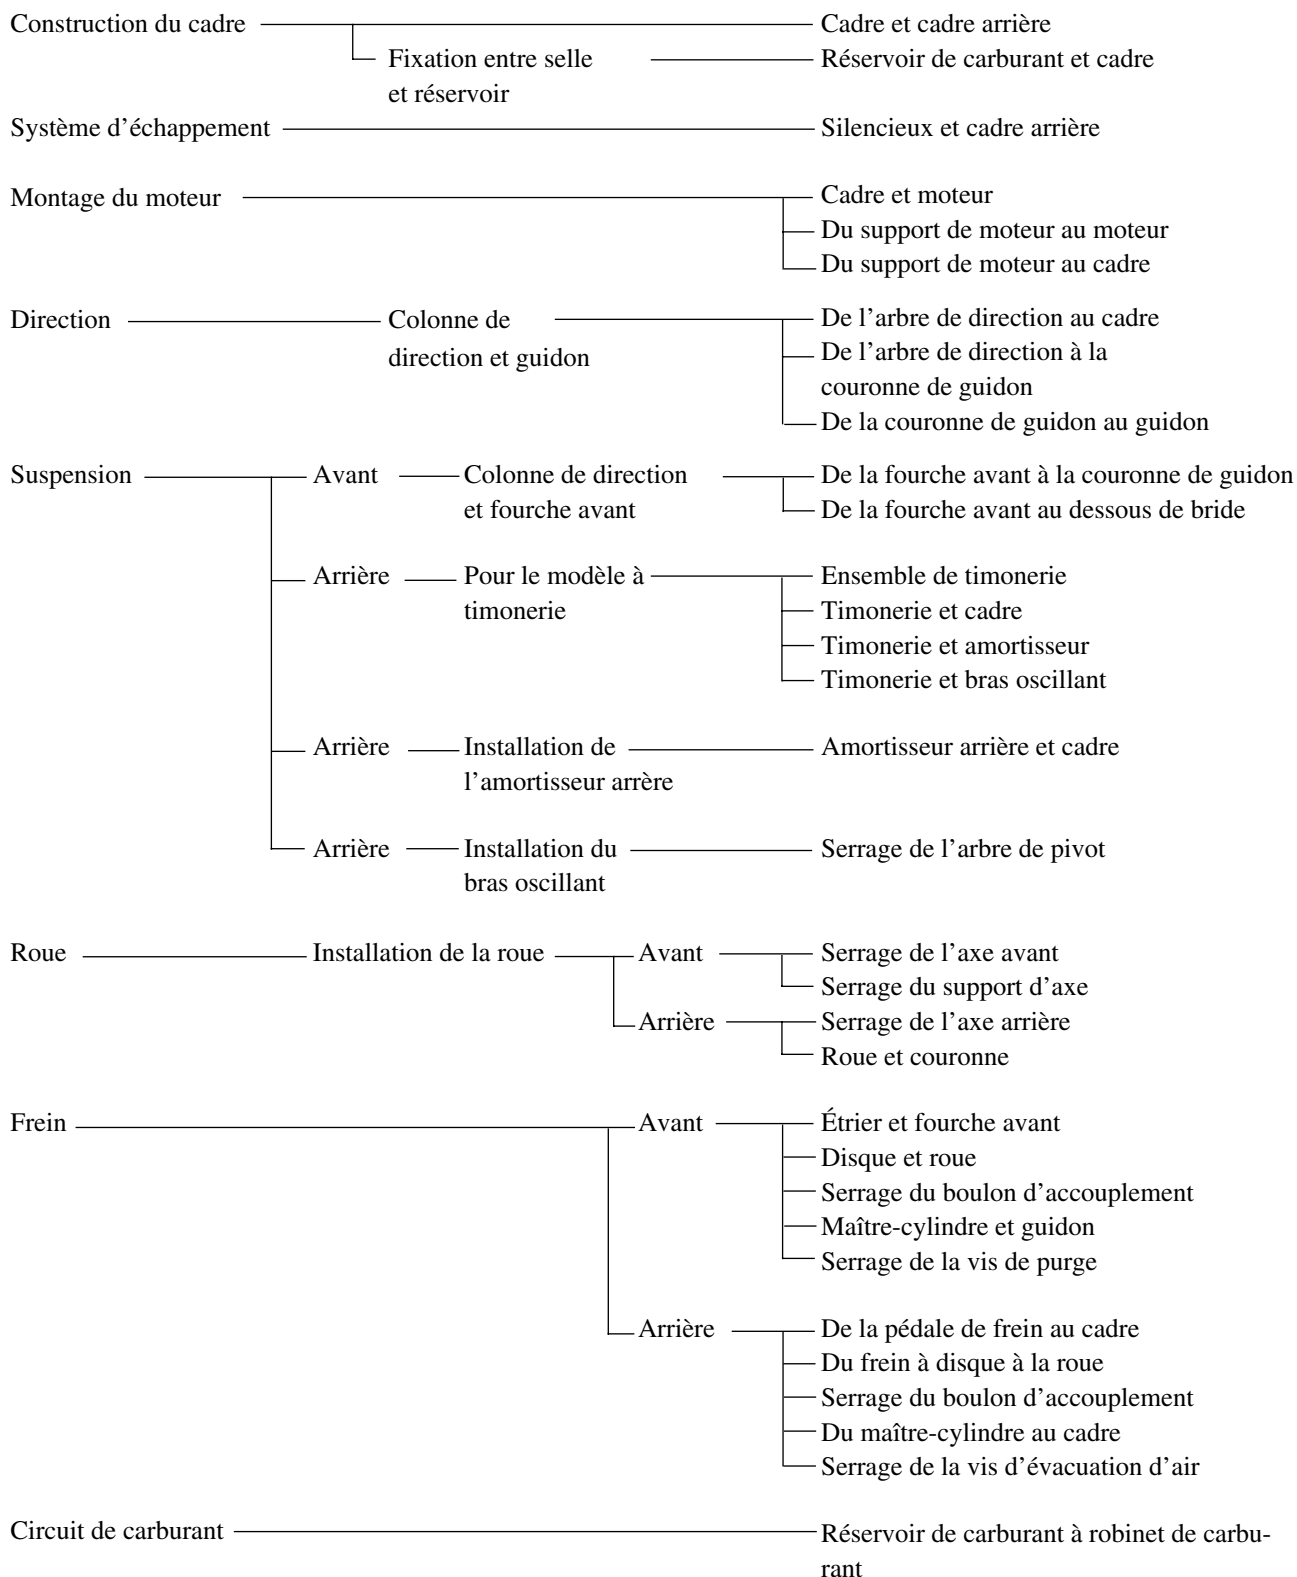 Construction du cadre
Cadre et cadre arrière
Fixation entre selle
et réservoir
Réservoir de carburant et cadre
Système d’échappement
Silencieux et cadre arrière
Montage du moteur
Cadre et moteur
Du support de moteur au moteur
Du support de moteur au cadre
Direction
Colonne de
direction et guidon
De l’arbre de direction au cadre
De l’arbre de direction à la
couronne de guidon
De la couronne de guidon au guidon
Suspension
Avant
Colonne de direction
et fourche avant
De la fourche avant à la couronne de guidon
De la fourche avant au dessous de bride
Arrière
Pour le modèle à
timonerie
Ensemble de timonerie
Timonerie et cadre
Timonerie et amortisseur
Timonerie et bras oscillant
Arrière
Installation de
l’amortisseur arrère
Amortisseur arrière et cadre
Arrière
Installation du
bras oscillant
Serrage de l’arbre de pivot
Roue
Installation de la roue
Avant
Serrage de l’axe avant
Serrage du support d’axe
Arrière
Serrage de l’axe arrière
Roue et couronne
Frein
Avant
Étrier et fourche avant
Disque et roue
Serrage du boulon d’accouplement
Maître-cylindre et guidon
Serrage de la vis de purge
Arrière
De la pédale de frein au cadre
Du frein à disque à la roue
Serrage du boulon d’accouplement
Du maître-cylindre au cadre
Serrage de la vis d’évacuation d’air
Circuit de carburant
Réservoir de carburant à robinet de carbu-
rant